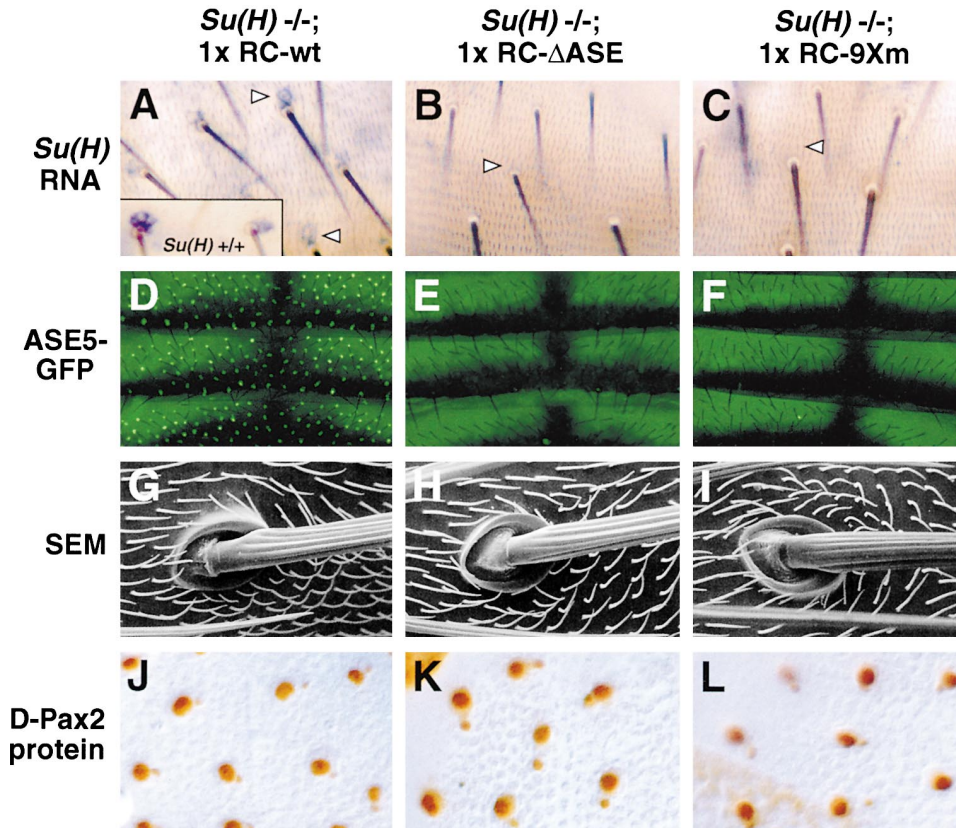 Su(H) -/-;
1x RC-wt
Su(H) -/-;
1x RC-ΔASE
Su(H) -/-;
1x RC-9Xm
Su(H)
RNA
A
B
C
Su(H) +/+
ASE5-
GFP
D
E
F
SEM
G
H
I
D-Pax2
protein
J
K
L